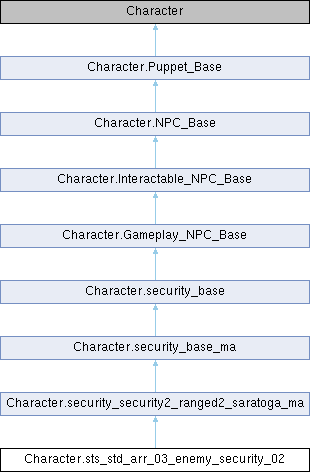 Character
Character.Puppet_Base
Character.NPC_Base
Character.Interactable_NPC_Base
Character.Gameplay_NPC_Base
Character.security_base
Character.security_base_ma
Character.security_security2_ranged2_saratoga_ma
Character.sts_std_arr_03_enemy_security_02